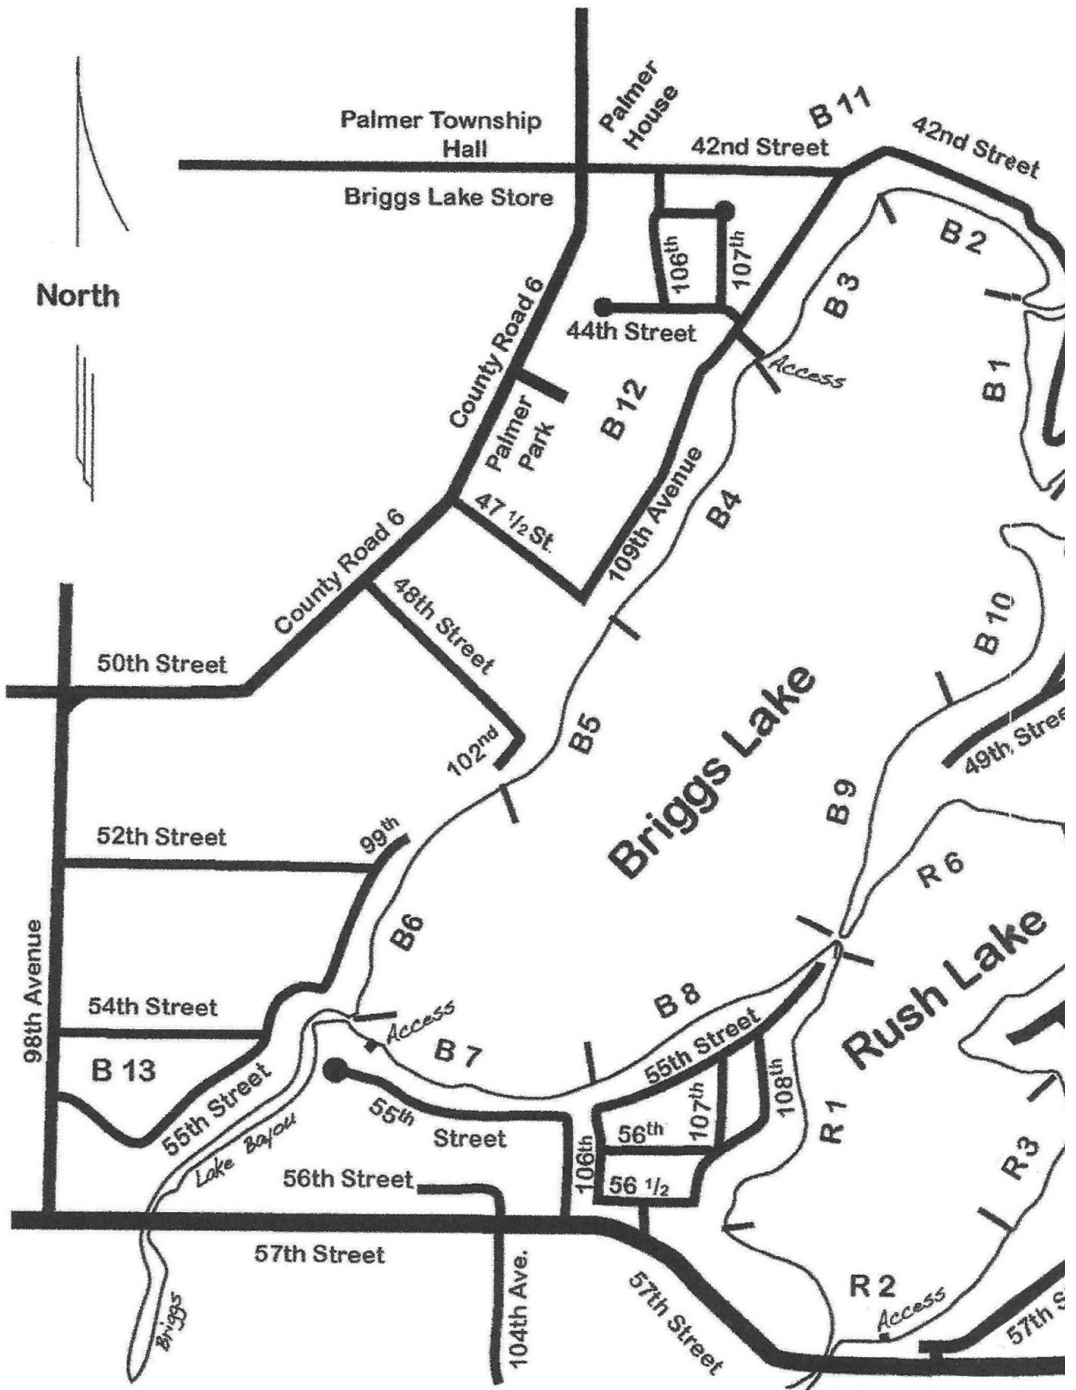 Palmer
House
B 11
Palmer Township
Hall
42nd Street
42nd Street
Briggs Lake Store
B 2
106th
107th
North
B 3
County Road 6
44th Street
Access
B 1
B 12
Palmer
Park
47 1/2 St.
B4
109th Avenue
County Road 6
48th Street
B 10
50th Street
Briggs Lake
B5
102nd
49th Stree
B 9
52th Street
99th
R 6
98th Avenue
B6
Rush Lake
54th Street
B 8
Access
B 7
B 13
55th Street
55th Street
55th
Street
107th
108th
R 1
56th
Lake Bayou
106th
R 3
56th Street
56 1/2
57th Street
57th Street
R 2
Access
57th S
104th Ave.
Briggs